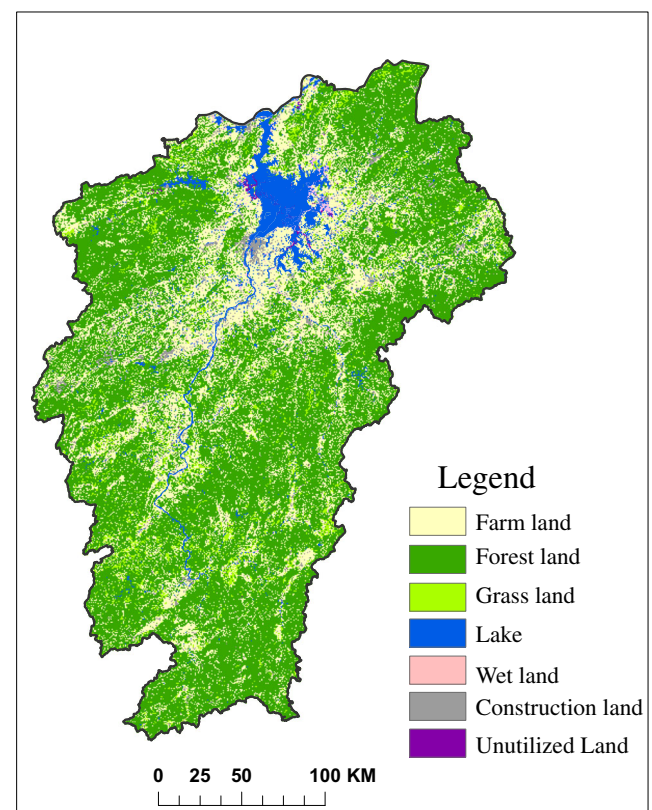 Legend
Farm land
Forest land
Grass land
Lake
Wet land
Construction land
Unutilized Land
0 25 50 100 KM